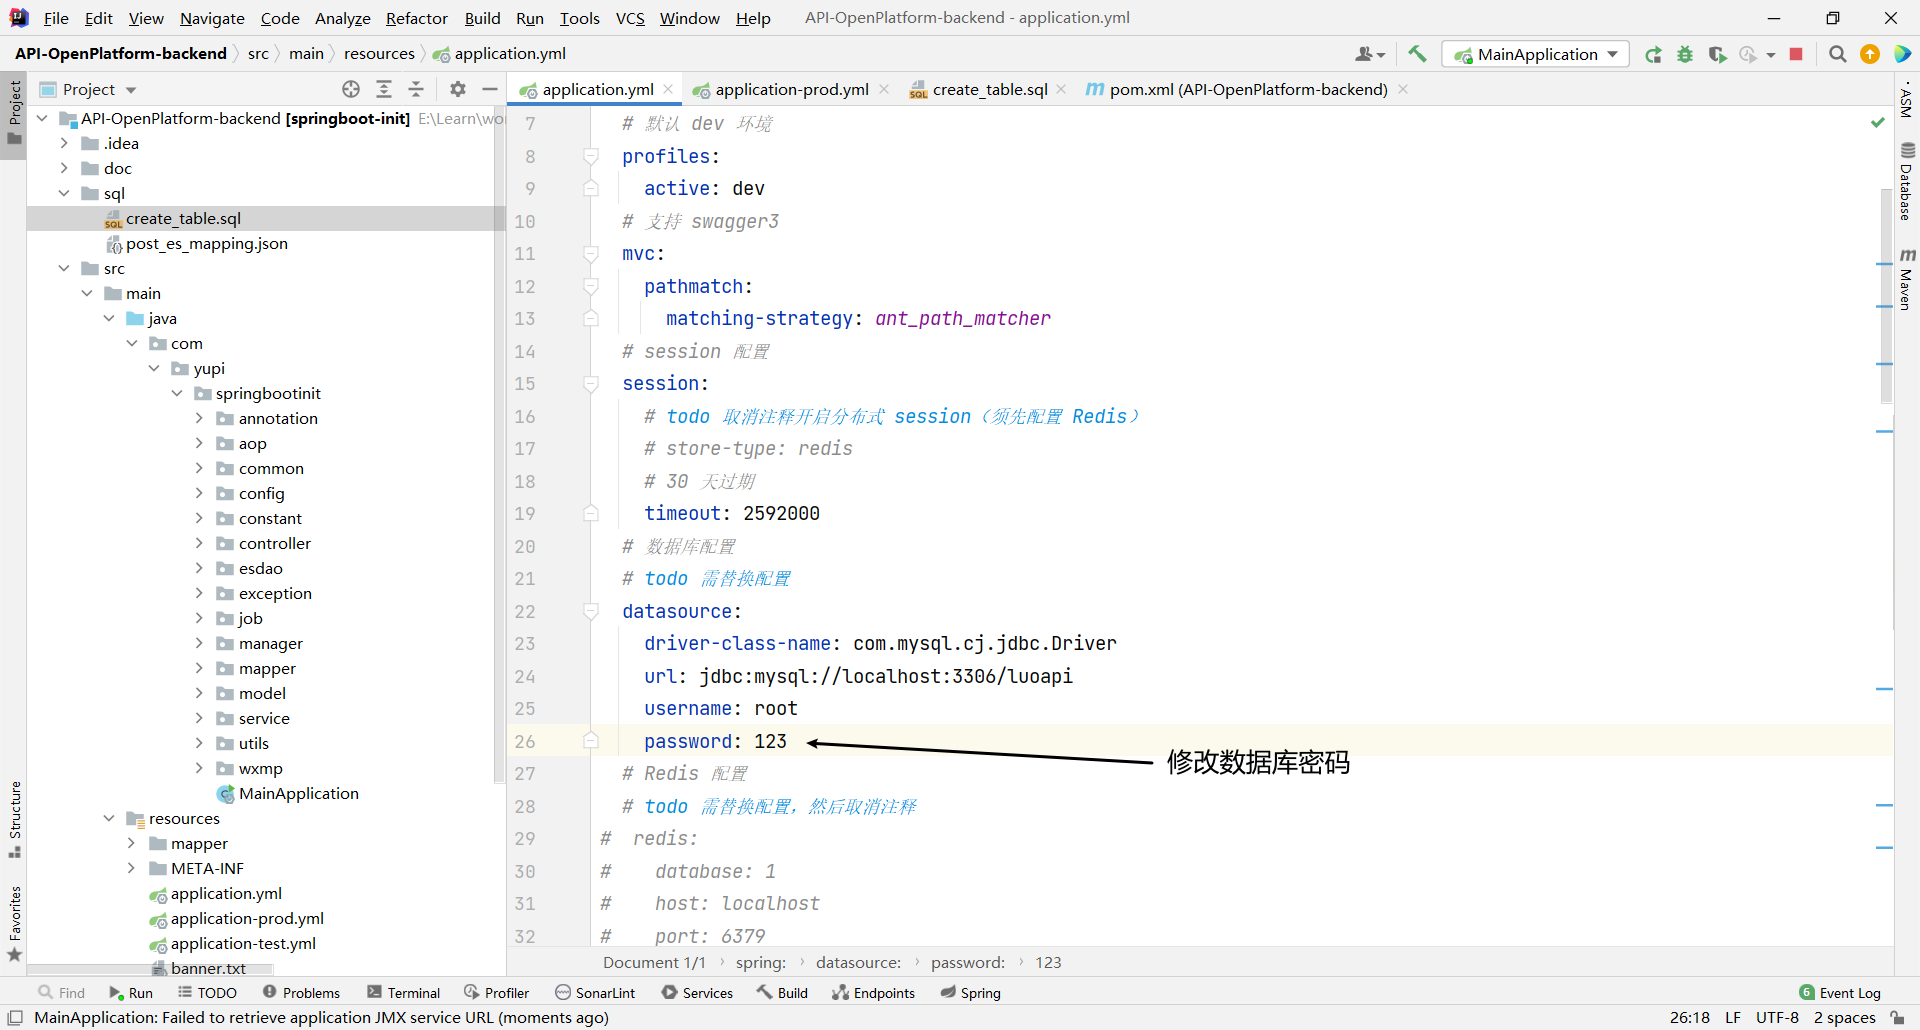 File Edit View Navigate Code Analyze Refactor Build Run Tools VCS Window Help API-OpenPlatform-backend - application.yml
API-OpenPlatform-backend src main resources application.yml MainApplication
Project application.yml application-prod.yml create_table.sql pom.xml (API-OpenPlatform-backend)
Project
Structure
Favorites
ASM
Database
Maven
API-OpenPlatform-backend [springboot-init] E:\Learn\wo
.idea
doc
sql
create_table.sql
post_es_mapping.json
src
main
java
com
yupi
springbootinit
annotation
aop
common
config
constant
controller
esdao
exception
job
manager
mapper
model
service
utils
wxmp
MainApplication
resources
mapper
META-INF
application.yml
application-prod.yml
application-test.yml
banner.txt
7 # 默认 dev 环境
8 profiles:
9 active: dev
10 # 支持 swagger3
11 mvc:
12 pathmatch:
13 matching-strategy: ant_path_matcher
14 # session 配置
15 session:
16 # todo 取消注释开启分布式 session（须先配置 Redis）
17 # store-type: redis
18 # 30 天过期
19 timeout: 2592000
20 # 数据库配置
21 # todo 需替换配置
22 datasource:
23 driver-class-name: com.mysql.cj.jdbc.Driver
24 url: jdbc:mysql://localhost:3306/luoapi
25 username: root
26 password: 123
修改数据库密码
27 # Redis 配置
28 # todo 需替换配置，然后取消注释
29 # redis:
30 # database: 1
31 # host: localhost
32 # port: 6379
Document 1/1 spring: datasource: password: 123
Find Run TODO Problems Terminal Profiler SonarLint Services Build Endpoints Spring 6 Event Log
MainApplication: Failed to retrieve application JMX service URL (moments ago) 26:18 LF UTF-8 2 spaces